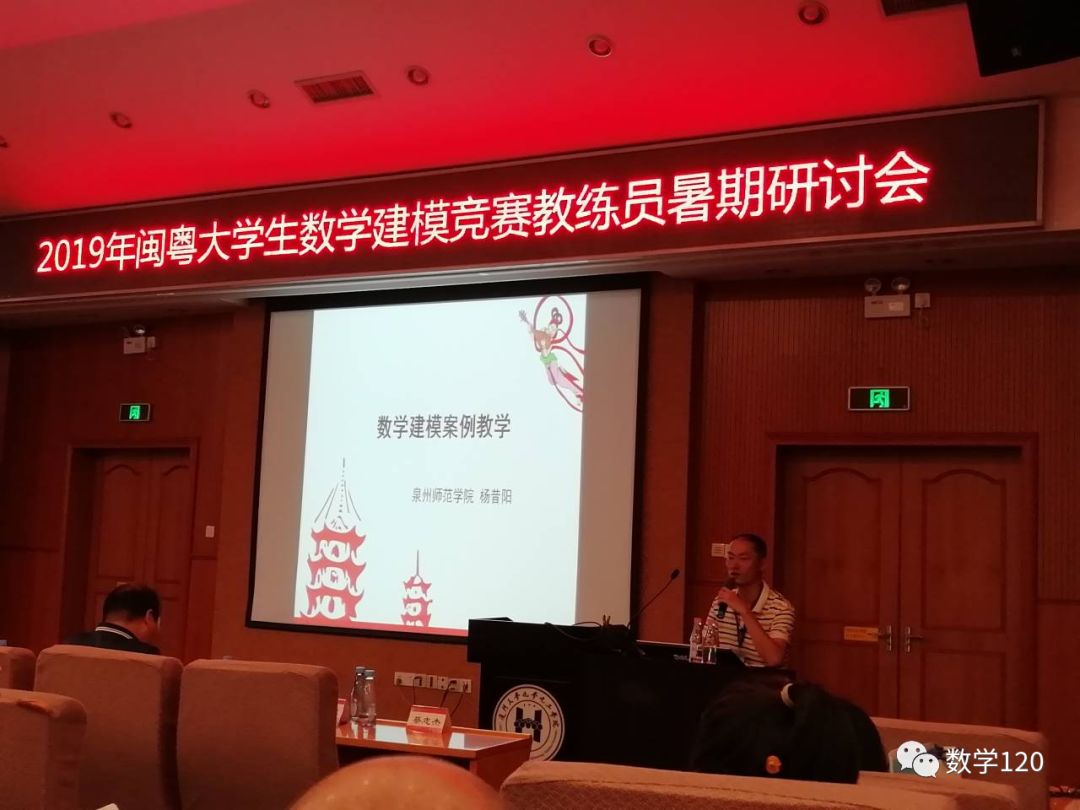 2019年闽粤大学生数学建模竞赛教练员暑期研讨会
数学建模案例教学
泉州师范学院 杨昔阳
数学120